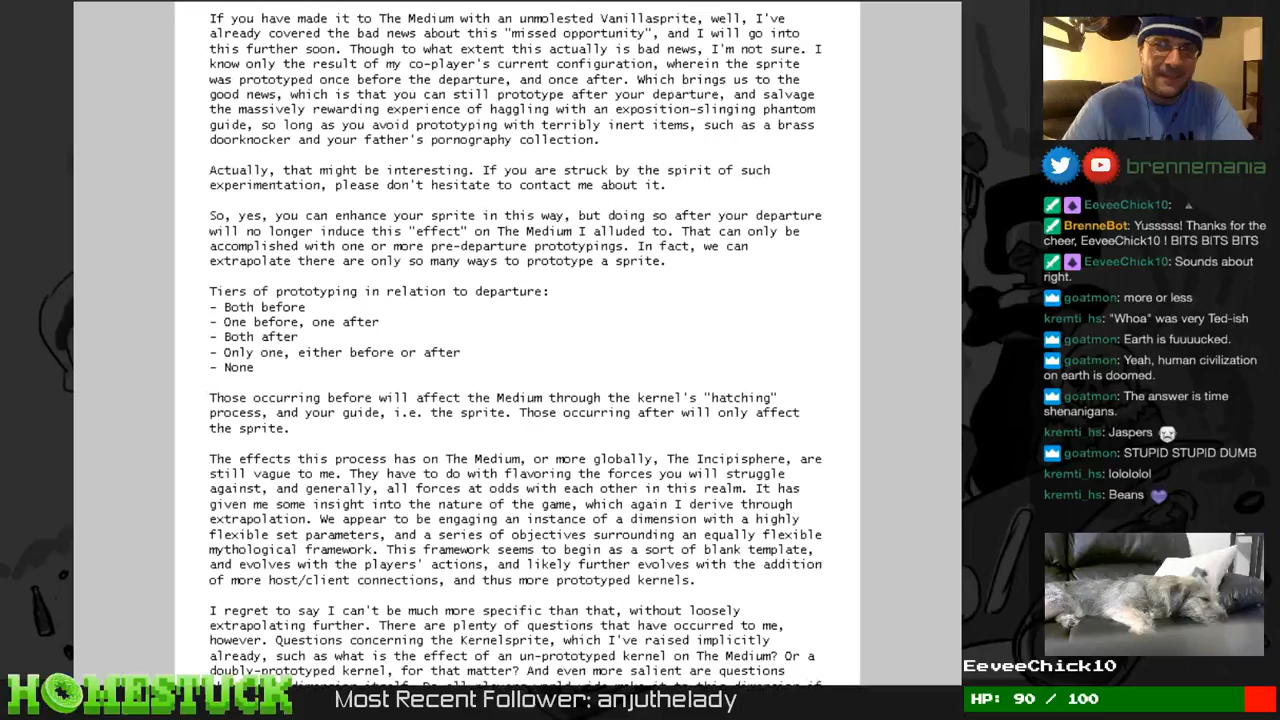 If you have made it to The Medium with an unmolested Vanillasprite, well, I've
already covered the bad news about this "missed opportunity", and I will go into
this further soon. Though to what extent this actually is bad news, I'm not sure. I
know only the result of my co-player's current configuration, wherein the sprite
was prototyped once before the departure, and once after. Which brings us to the
good news, which is that you can still prototype after your departure, and salvage
the massively rewarding experience of haggling with an exposition-slinging phantom
guide, so long as you avoid prototyping with terribly inert items, such as a brass
doorknocker and your father's pornography collection.
Actually, that might be interesting. If you are struck by the spirit of such
experimentation, please don't hesitate to contact me about it.
So, yes, you can enhance your sprite in this way, but doing so after your departure
will no longer induce this "effect" on The Medium I alluded to. That can only be
accomplished with one or more pre-departure prototypings. In fact, we can
extrapolate there are only so many ways to prototype a sprite.
Tiers of prototyping in relation to departure:
- Both before
- One before, one after
- Both after
- Only one, either before or after
- None
Those occurring before will affect the Medium through the kernel's "hatching"
process, and your guide, i.e. the sprite. Those occurring after will only affect
the sprite.
The effects this process has on The Medium, or more globally, The Incipisphere, are
still vague to me. They have to do with flavoring the forces you will struggle
against, and generally, all forces at odds with each other in this realm. It has
given me some insight into the nature of the game, which again I derive through
extrapolation. We appear to be engaging an instance of a dimension with a highly
flexible set parameters, and a series of objectives surrounding an equally flexible
mythological framework. This framework seems to begin as a sort of blank template,
and evolves with the players' actions, and likely further evolves with the addition
of more host/client connections, and thus more prototyped kernels.
I regret to say I can't be much more specific than that, without loosely
extrapolating further. There are plenty of questions that have occurred to me,
however. Questions concerning the Kernelsprite, which I've raised implicitly
already, such as what is the effect of an un-prototyped kernel on The Medium? Or a
doubly-prototyped kernel, for that matter? And even more salient are questions
brennemania
EeveeChick10:
BrenneBot: Yusssss! Thanks for the
cheer, EeveeChick10 ! BITS BITS BITS
EeveeChick10: Sounds about
right.
goatmon: more or less
kremti_hs: "Whoa" was very Ted-ish
goatmon: Earth is fuuuucked.
goatmon: Yeah, human civilization
on earth is doomed.
goatmon: The answer is time
shenanigans.
kremti_hs: Jaspers
goatmon: STUPID STUPID DUMB
kremti_hs: lolololol
kremti_hs: Beans
EeveeChick10
HP: 90 / 100
HOMESTUCK
Most Recent Follower: anjuthelady